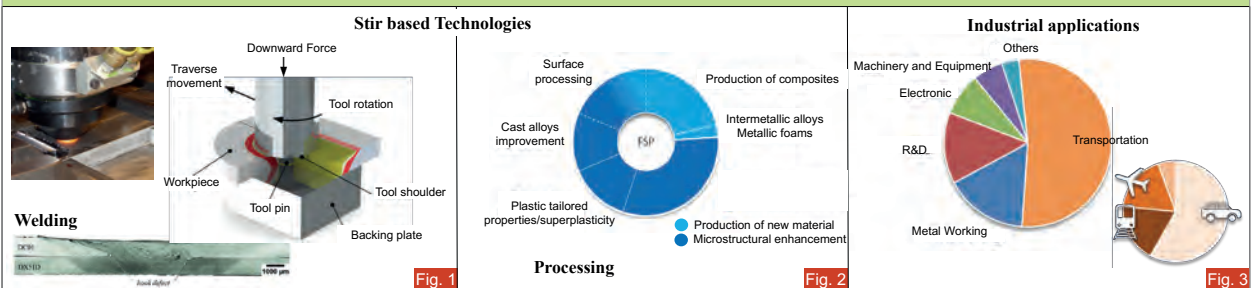 Stir based Technologies
Downward Force
Traverse
movement
Tool rotation
Workpiece
Tool pin
Tool shoulder
Backing plate
Welding
1000 µm
hook defect
Fig. 1
Surface
processing
Production of composites
Cast alloys
improvement
FSP
Intermetallic alloys
Metallic foams
Plastic tailored
properties/superplasticity
Production of new material
Microstructural enhancement
Processing
Fig. 2
Industrial applications
Others
Machinery and Equipment
Electronic
R&D
Transportation
Metal Working
Fig. 3